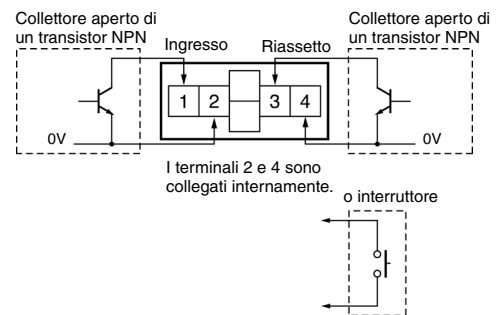 Collettore aperto di
un transistor NPN
Collettore aperto di
un transistor NPN
Ingresso
Riassetto
1 2 3 4
0V
0V
I terminali 2 e 4 sono
collegati internamente.
o interruttore